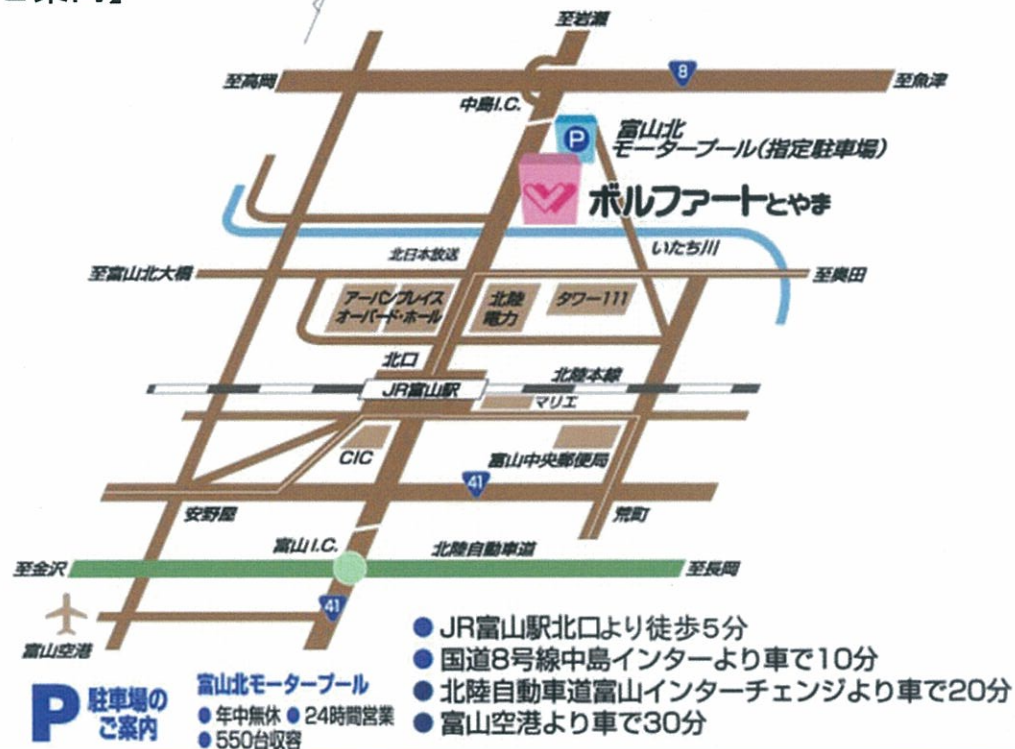 至岩瀬
至高岡
8
至魚津
中島I.C.
P
富山北
モータープール(指定駐車場)
ボルファートとやま
いたち川
北日本放送
至富山北大橋
至奥田
アーバンプレイス
オーバード・ホール
北陸
電力
タワー111
北口
JR富山駅
北陸本線
マリエ
CIC
富山中央郵便局
41
安野屋
荒町
富山I.C.
北陸自動車道
至金沢
至長岡
41
富山空港
●JR富山駅北口より徒歩5分
●国道8号線中島インターより車で10分
●北陸自動車道富山インターチェンジより車で20分
●富山空港より車で30分
P 駐車場の
ご案内
富山北モータープール
●年中無休 ●24時間営業
●550台収容